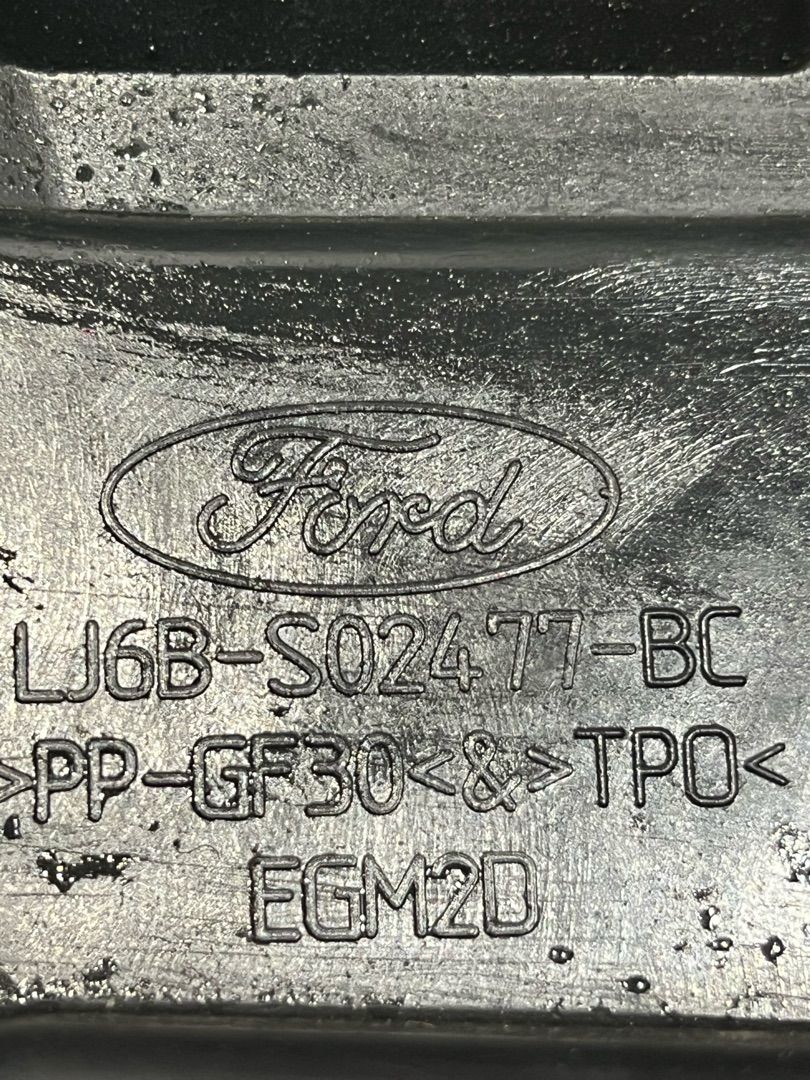 Ford
LJ6B-S02477-BC
>PP-GF30<&>TPO<
EGM2D